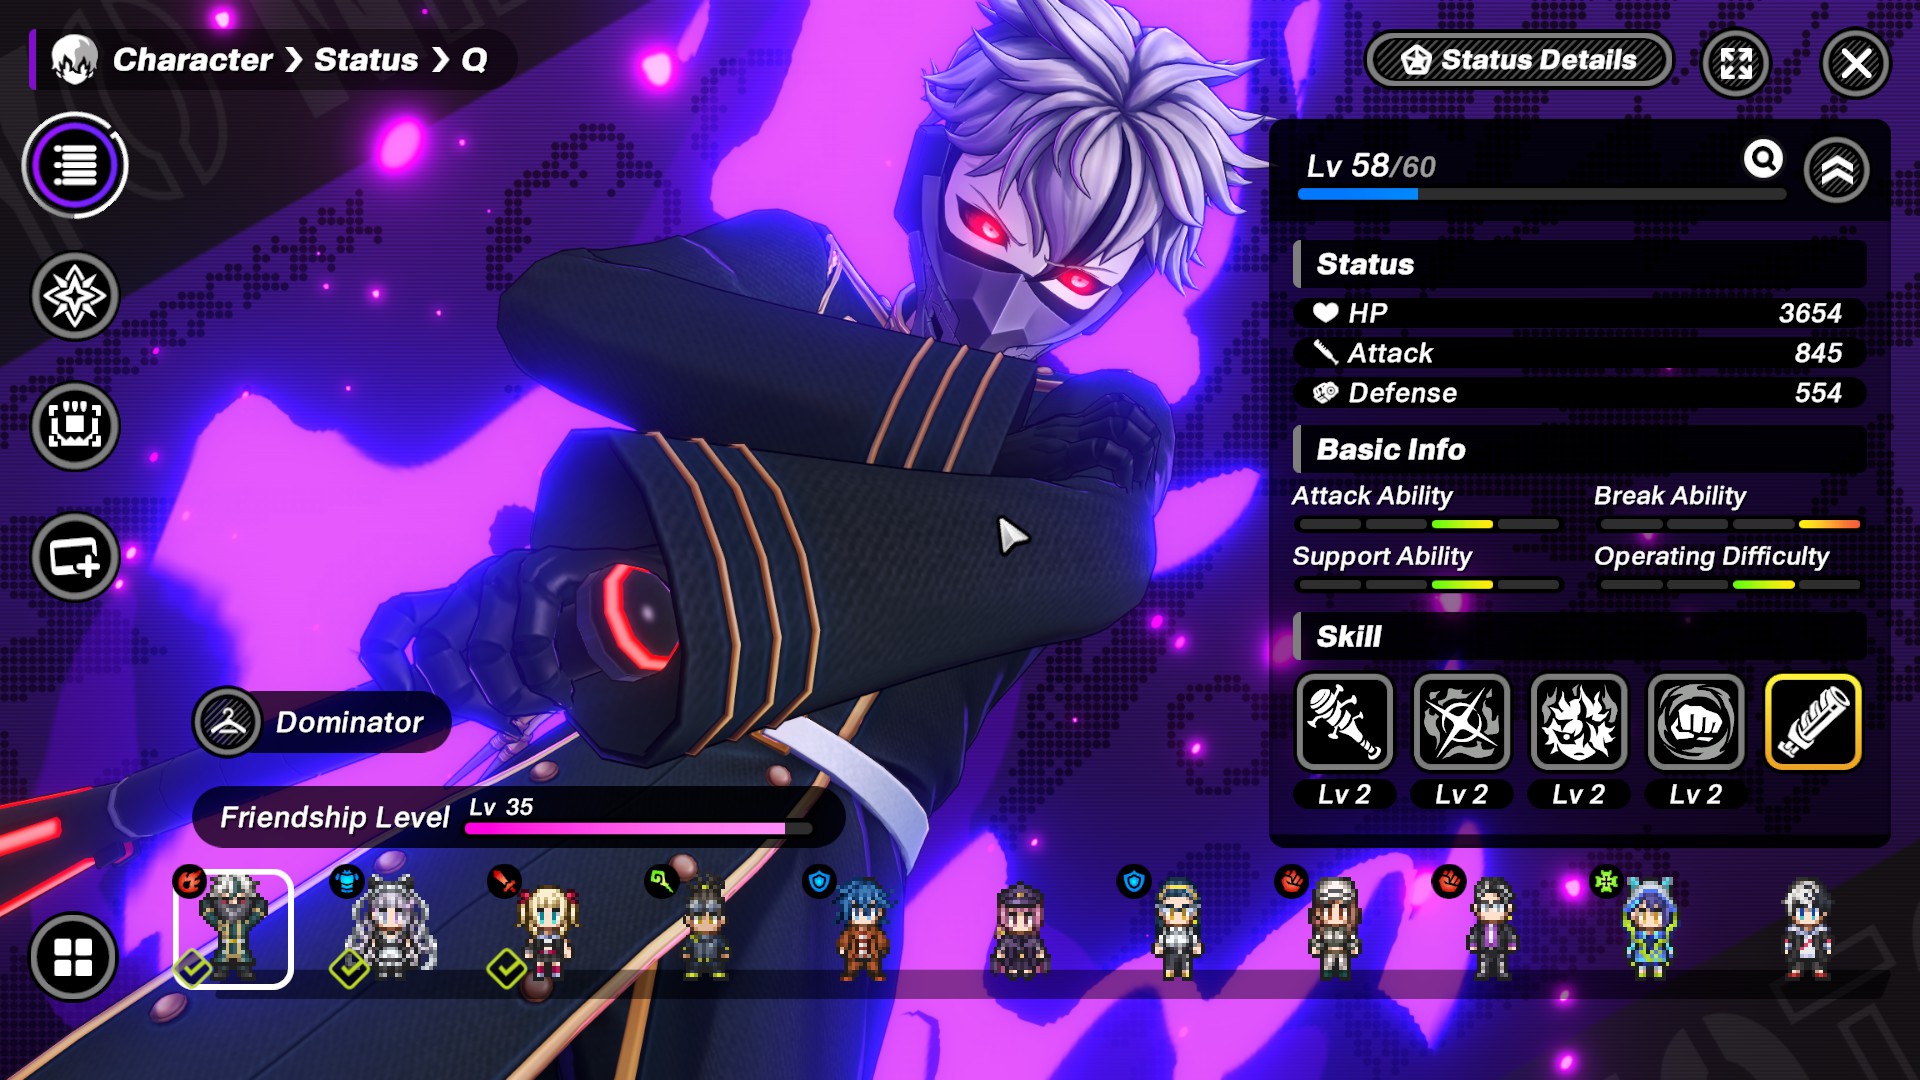 Character ❯ Status ❯ Q
Status Details
Lv 58/60
Status
HP 3654
Attack 845
Defense 554
Basic Info
Attack Ability
Break Ability
Support Ability
Operating Difficulty
Skill
Lv 2
Lv 2
Lv 2
Lv 2
Dominator
Friendship Level
Lv 35